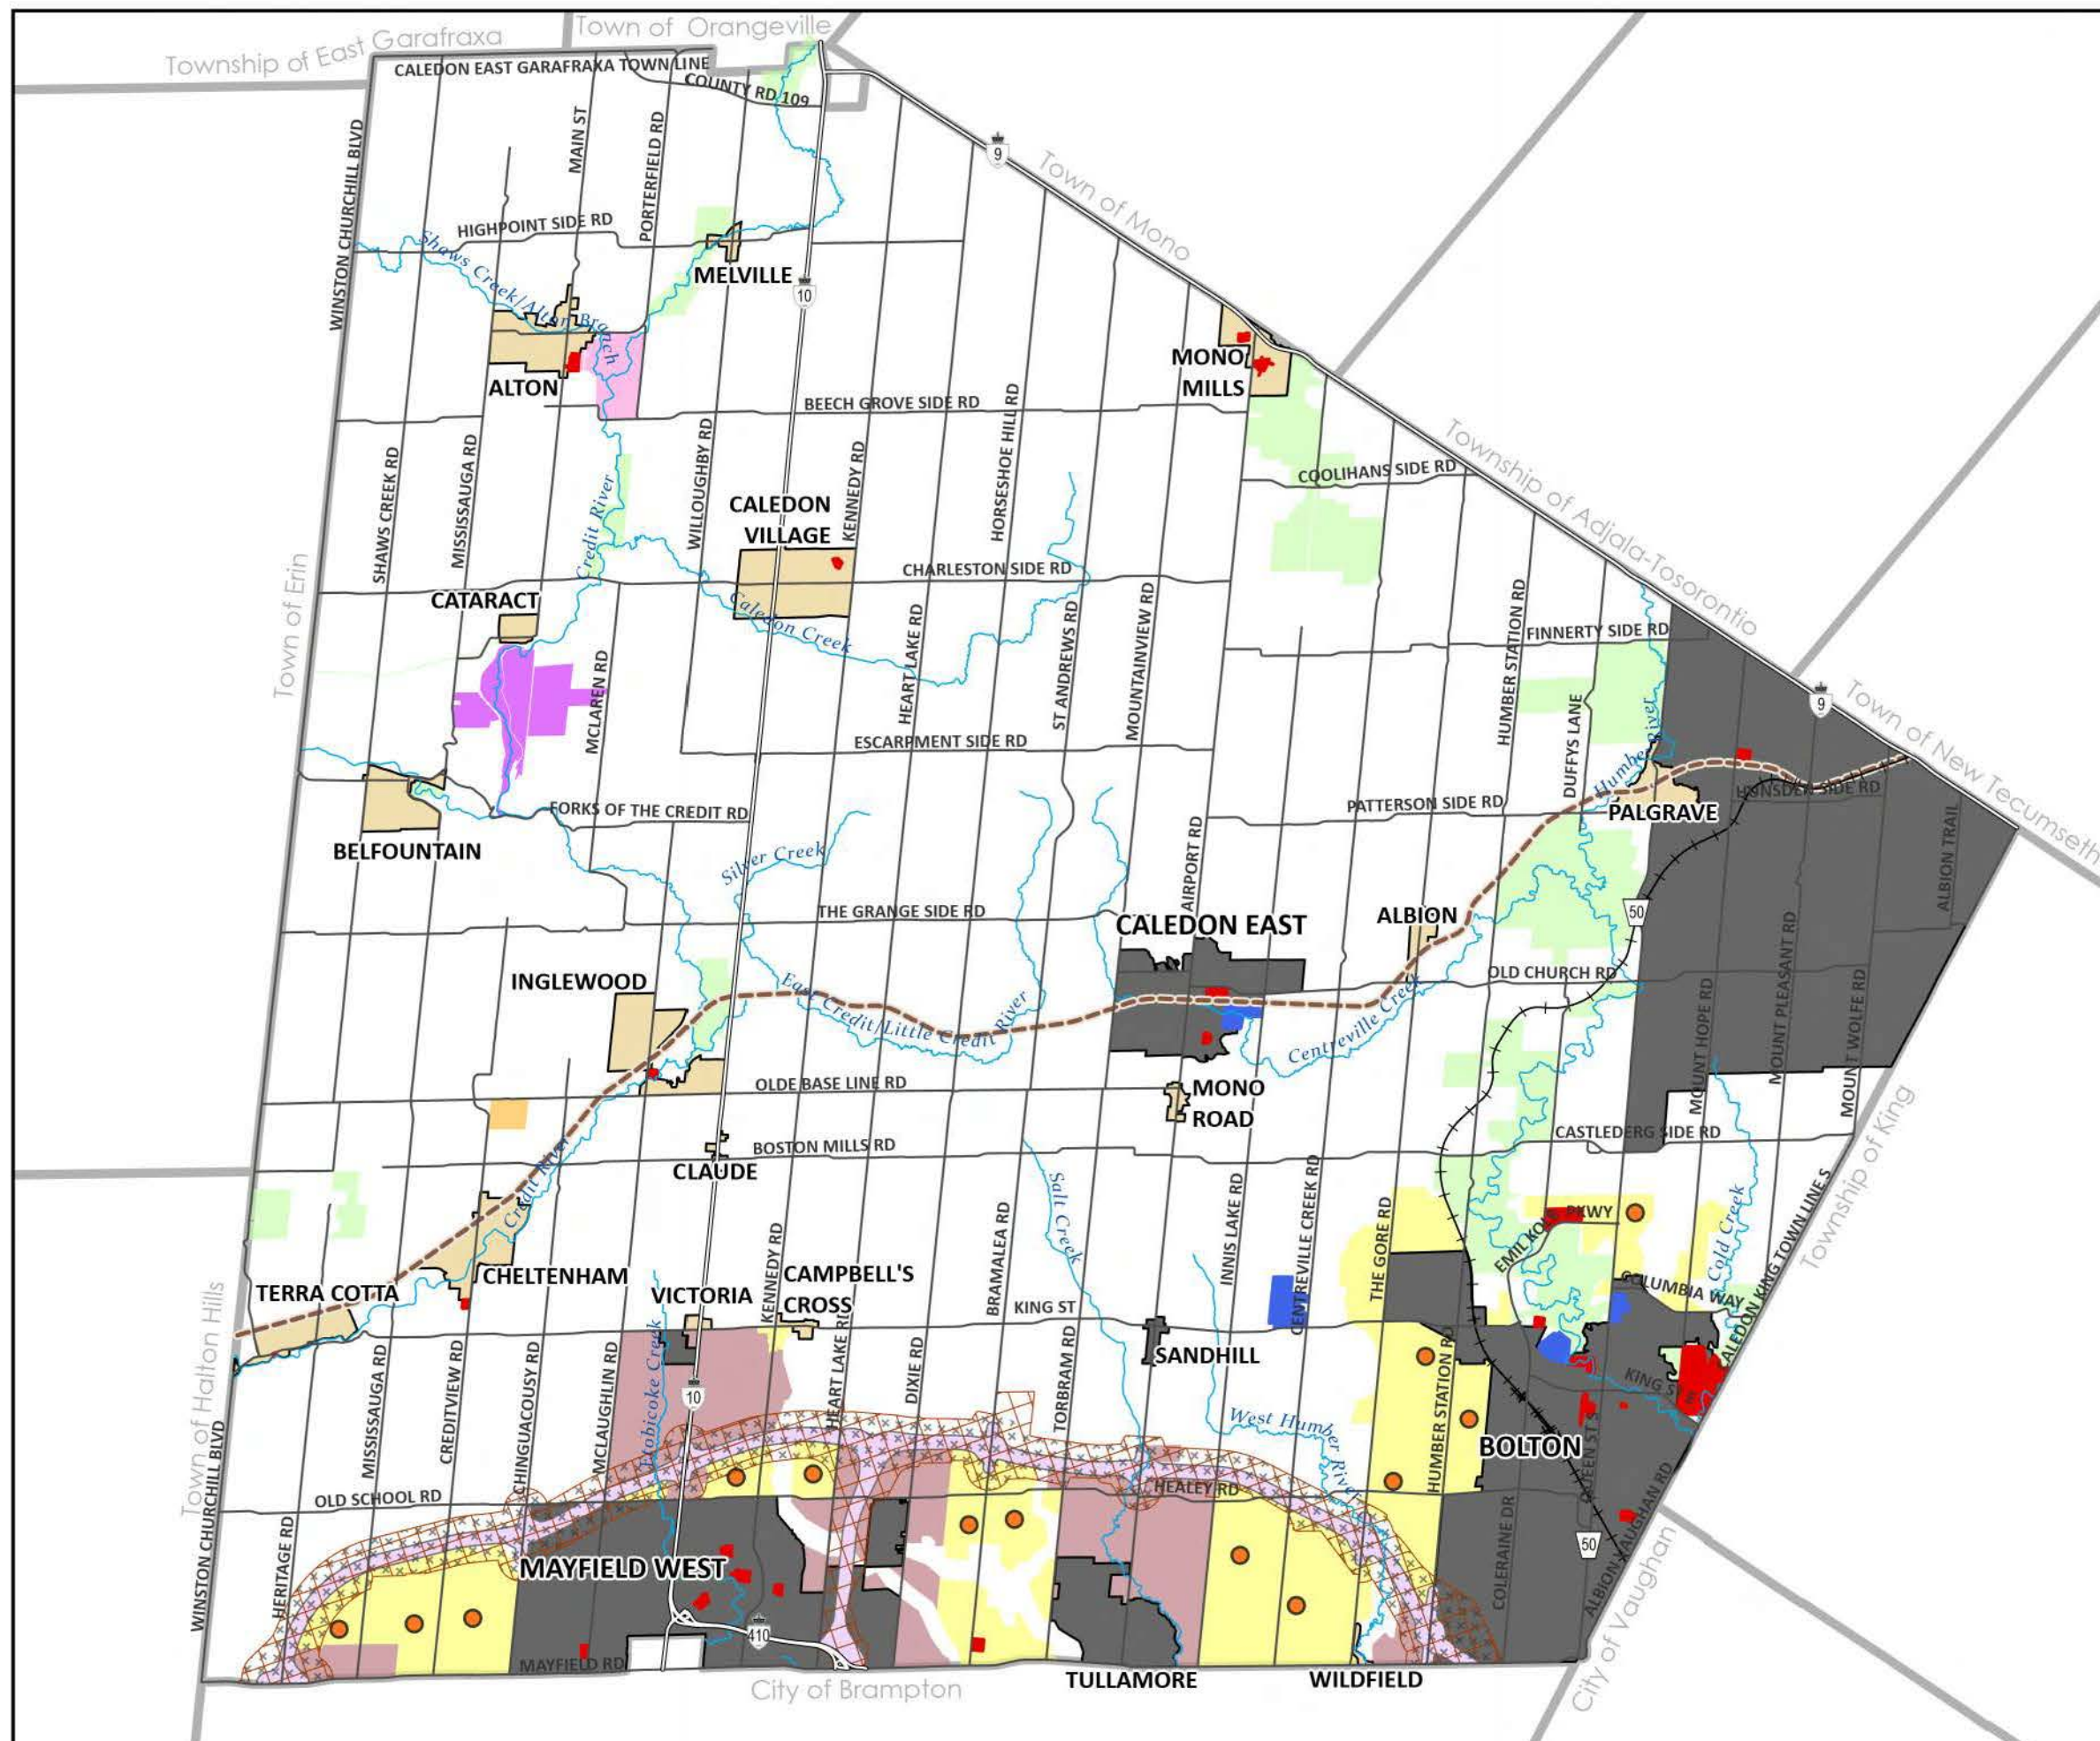 Township of East Garafraxa
Town of Orangeville
CALEDON EAST GARAFRAXA TOWN LINE
COUNTY RD 109
WINSTON CHURCHILL BLVD
MAIN ST
PORTERFIELD RD
9
Town of Mono
HIGHPOINT SIDE RD
Shaws Creek/Alton Branch
MELVILLE
10
ALTON
MONO
MILLS
BEECH GROVE SIDE RD
SHAWS CREEK RD
MISSISSAUGA RD
Credit River
WILLOUGHBY RD
CALEDON
VILLAGE
KENNEDY RD
HORSESHOE HILL RD
COOLIHANS SIDE RD
Township of Adjala-Tosorontio
Town of Erin
CATARACT
CHARLESTON SIDE RD
Caledon Creek
HEART LAKE RD
ST ANDREWS RD
MOUNTAINVIEW RD
HUMBER STATION RD
FINNERTY SIDE RD
MCLAREN RD
ESCARPMENT SIDE RD
DUFFYS LANE
Humber River
9
Town of New Tecumseth
FORKS OF THE CREDIT RD
PATTERSON SIDE RD
PALGRAVE
HUNSDEN SIDE RD
BELFOUNTAIN
Silver Creek
AIRPORT RD
ALBION TRAIL
THE GRANGE SIDE RD
CALEDON EAST
ALBION
50
MOUNT PLEASANT RD
INGLEWOOD
East Credit/Little Credit River
OLD CHURCH RD
Centreville Creek
MOUNT HOPE RD
MOUNT WOLFE RD
OLDE BASE LINE RD
MONO
ROAD
Credit River
BOSTON MILLS RD
CLAUDE
CASTLEDERG SIDE RD
Township of King
Salt Creek
INNIS LAKE RD
CENTREVILLE CREEK RD
THE GORE RD
EMIL KOLB PKWY
Cold Creek
CALEDON KING TOWN LINE S
TERRA COTTA
CHELTENHAM
VICTORIA
KENNEDY RD
CAMPBELL'S
CROSS
BRAMALEA RD
KING ST
COLUMBIA WAY
Town of Halton Hills
MISSISSAUGA RD
CREDITVIEW RD
CHINGUACOUSY RD
MCLAUGHLIN RD
Etobicoke Creek
10
HEART LAKE RD
DIXIE RD
TORBRAM RD
SANDHILL
HUMBER STATION RD
KING ST E
West Humber River
BOLTON
QUEEN ST S
WINSTON CHURCHILL BLVD
OLD SCHOOL RD
HEALEY RD
HERITAGE RD
MAYFIELD WEST
COLERAINE DR
50
ALBION VAUGHAN RD
410
MAYFIELD RD
City of Brampton
TULLAMORE
WILDFIELD
City of Vaughan